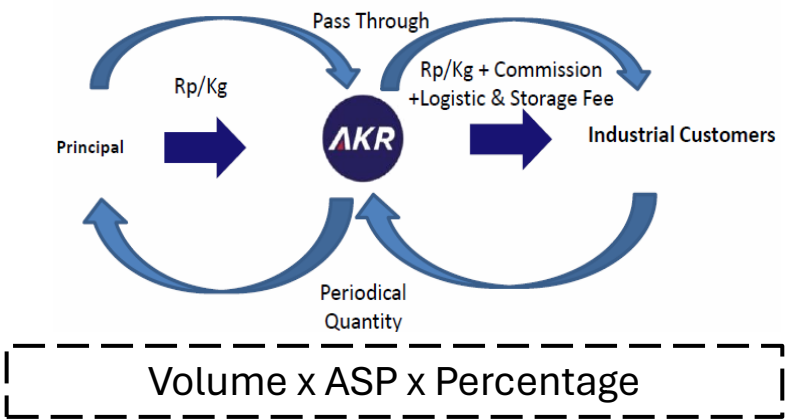 Pass Through
Rp/Kg
Rp/Kg + Commission
+Logistic & Storage Fee
Principal
AKR
Industrial Customers
Periodical
Quantity
Volume x ASP x Percentage